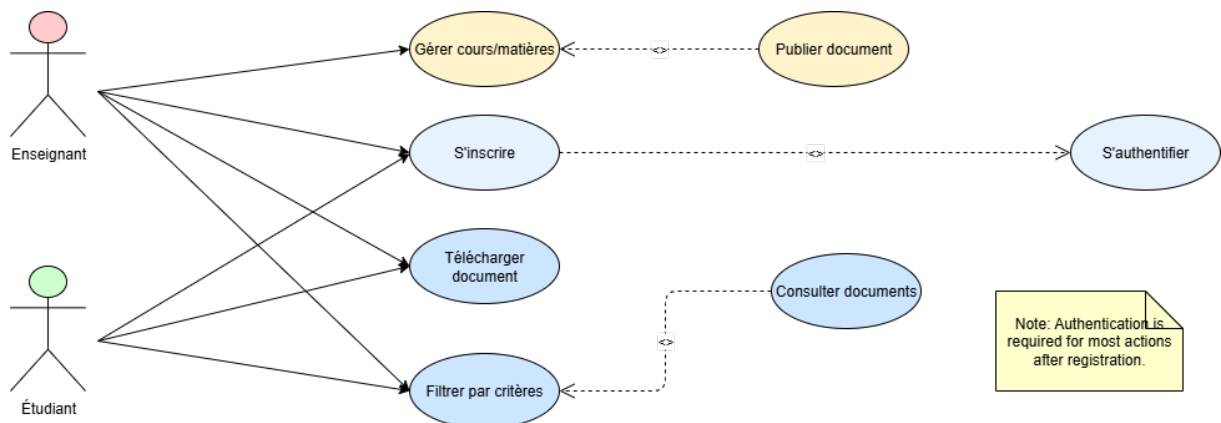 Gérer cours/matières
<>
Publier document
Enseignant
S'inscrire
<>
S'authentifier
Télécharger
document
Consulter documents
Note: Authentication is
required for most actions
after registration.
<>
Filtrer par critères
Étudiant